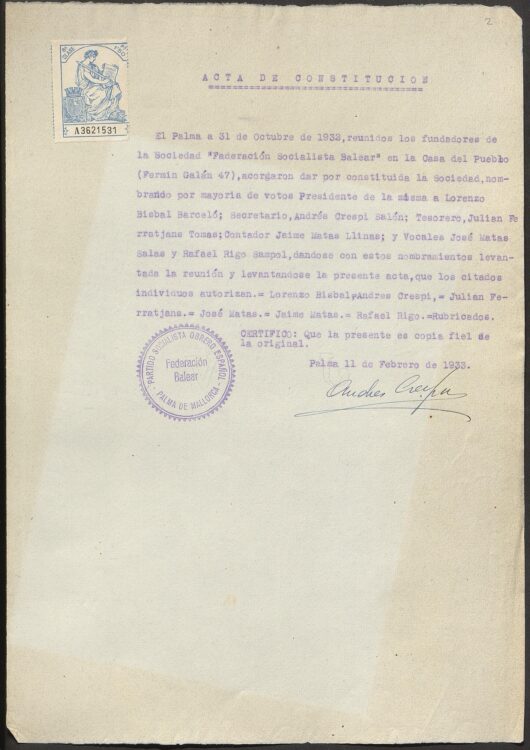 2
A3621531
ACTA DE CONSTITUCION
El Palma a 31 de Octubre de 1932,reunidos los fundadores de
la Sociedad "Federación Socialista Balear" en la Casa del Pueblo
(Fermin Galán 47),acorgaron dar por constituida la Sociedad,nom-
brando por mayoria de votos Presidente de la misma a Lorenzo
Bisbal Barceló; Secretario,Andrés Crespi Salón; Tesorero,Julian Fe
rratjans Tomas;Contador Jaime Matas Llinas; y Vocales José Matas
Salas y Rafael Rigo Sampol,dandose con estos nombramientos levan-
tada la reunión y levantandose la presente acta,que los citados
individuos autorizan.= Lorenzo Bisbal;Andres Crespi,= Julian Fe-
rratjans.= José Matas.= Jaime Matas.= Rafael Rigo.=Rubricados.
CERTIFICO: Que la presente es copia fiel de
la original.
Palma 11 de Febrero de 1933.
Andres Crespi
PARTIDO SOCIALISTA OBRERO ESPAÑOL
Federación
Balear
PALMA DE MALLORCA